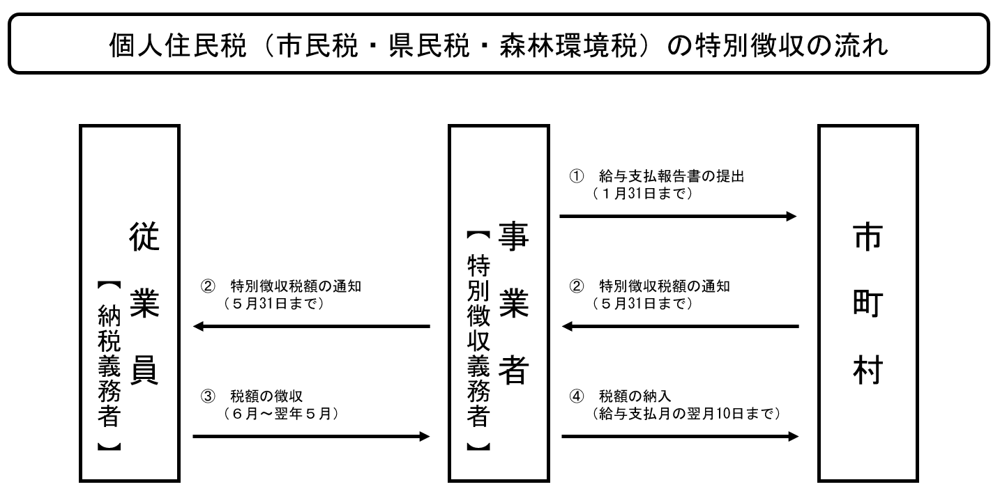 個人住民税（市民税・県民税・森林環境税）の特別徴収の流れ
従業員
【納税義務者】
② 特別徴収税額の通知
（５月31日まで）
③ 税額の徴収
（６月～翌年５月）
事業者
【特別徴収義務者】
① 給与支払報告書の提出
（１月31日まで）
② 特別徴収税額の通知
（５月31日まで）
④ 税額の納入
（給与支払月の翌月10日まで）
市町村